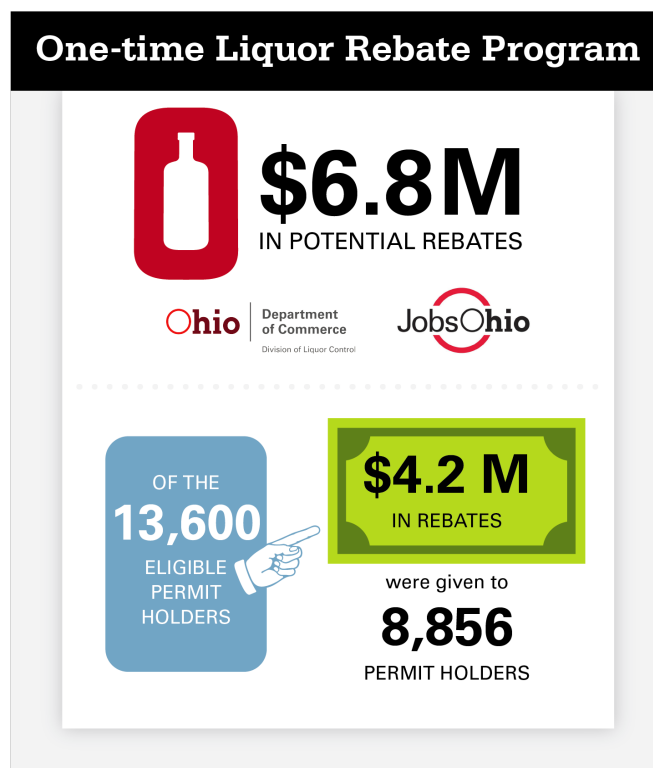 One-time Liquor Rebate Program
$6.8M
IN POTENTIAL REBATES
Ohio
Department
of Commerce
Division of Liquor Control
JobsOhio
OF THE
13,600
ELIGIBLE
PERMIT
HOLDERS
$4.2 M
IN REBATES
were given to
8,856
PERMIT HOLDERS